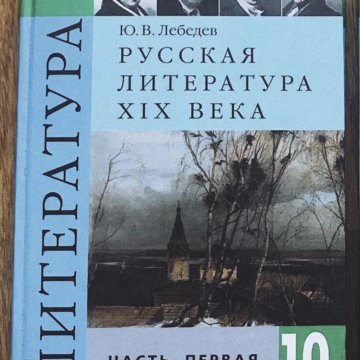 Ю. В. Лебедев
РУССКАЯ
ЛИТЕРАТУРА
XIX ВЕКА
ЛИТЕРАТУРА
ЧАСТЬ ПЕРВАЯ
10